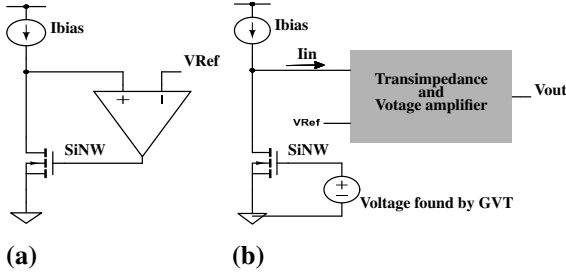 Ibias
VRef
+
−
SiNW
(a)
Ibias
Iin
Transimpedance
and
Votage amplifier
Vout
VRef
SiNW
+
−
Voltage found by GVT
(b)